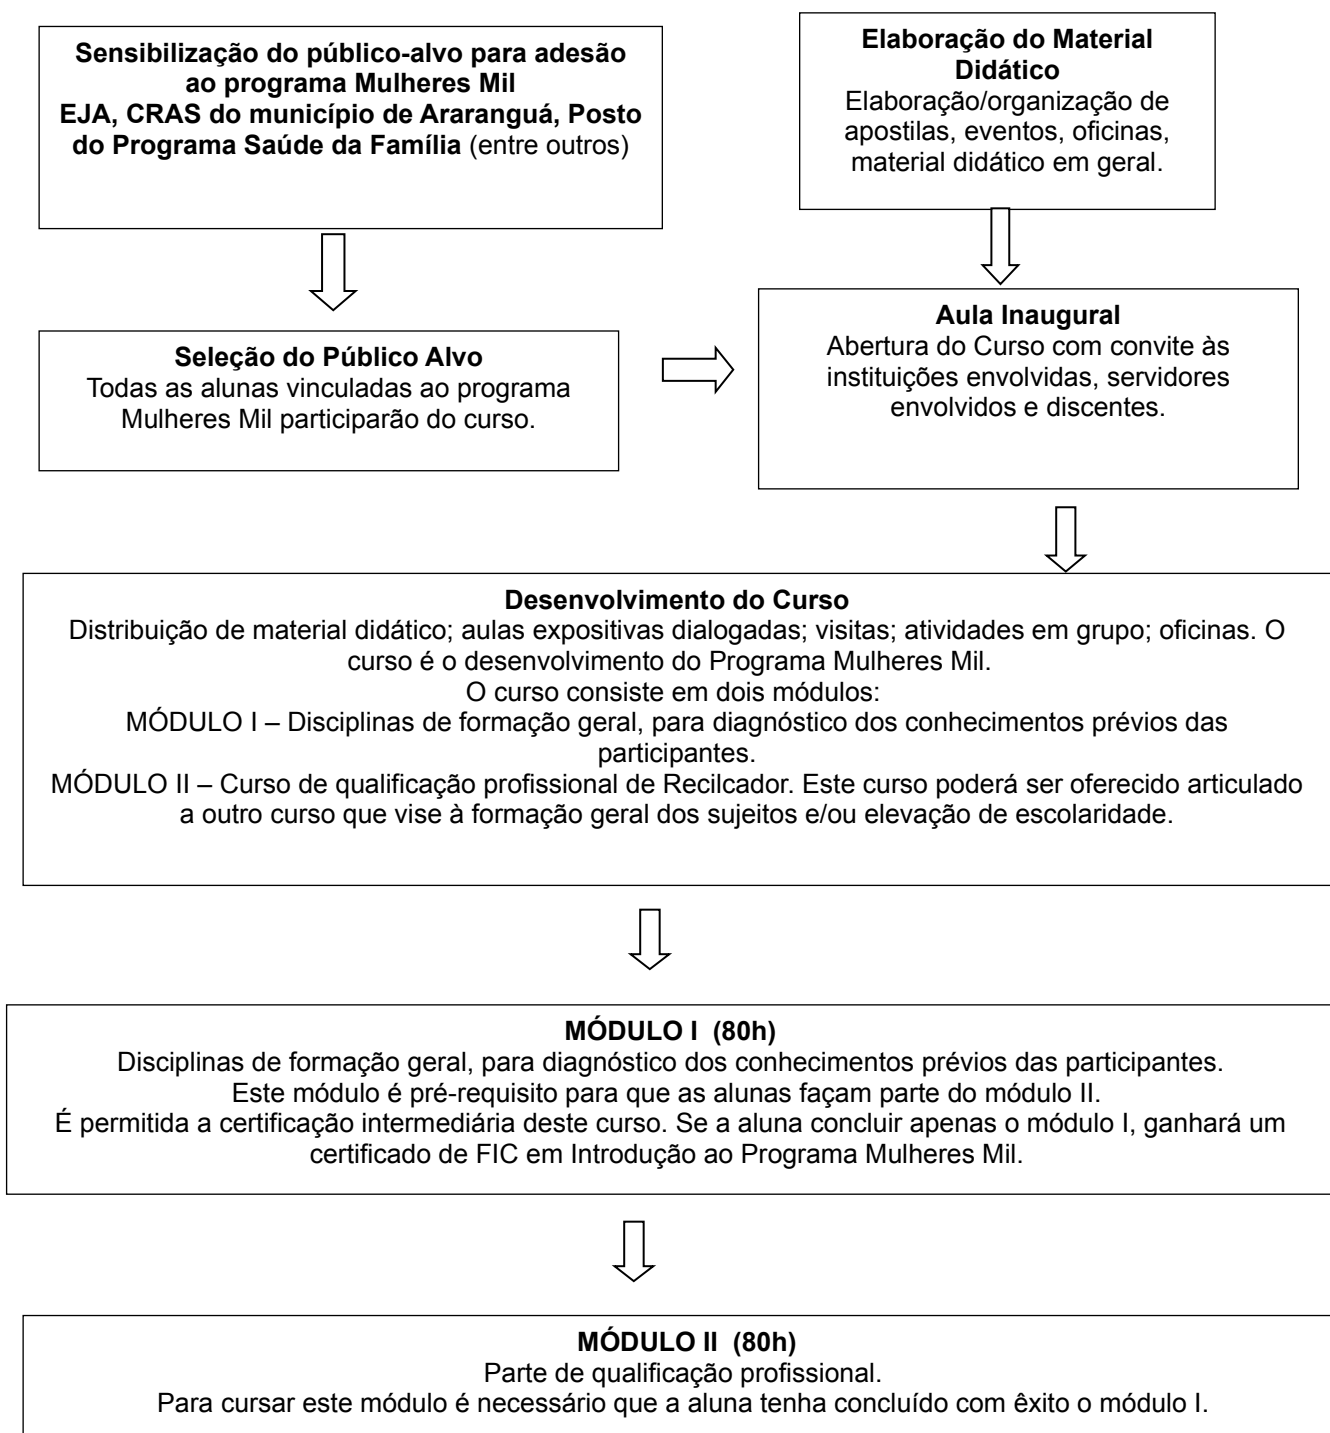 Sensibilização do público-alvo para adesão
ao programa Mulheres Mil
EJA, CRAS do município de Araranguá, Posto
do Programa Saúde da Família (entre outros)
Elaboração do Material
Didático
Elaboração/organização de
apostilas, eventos, oficinas,
material didático em geral.
Seleção do Público Alvo
Todas as alunas vinculadas ao programa
Mulheres Mil participarão do curso.
Aula Inaugural
Abertura do Curso com convite às
instituições envolvidas, servidores
envolvidos e discentes.
Desenvolvimento do Curso
Distribuição de material didático; aulas expositivas dialogadas; visitas; atividades em grupo; oficinas. O
curso é o desenvolvimento do Programa Mulheres Mil.
O curso consiste em dois módulos:
MÓDULO I – Disciplinas de formação geral, para diagnóstico dos conhecimentos prévios das
participantes.
MÓDULO II – Curso de qualificação profissional de Recilcador. Este curso poderá ser oferecido articulado
a outro curso que vise à formação geral dos sujeitos e/ou elevação de escolaridade.
MÓDULO I (80h)
Disciplinas de formação geral, para diagnóstico dos conhecimentos prévios das participantes.
Este módulo é pré-requisito para que as alunas façam parte do módulo II.
É permitida a certificação intermediária deste curso. Se a aluna concluir apenas o módulo I, ganhará um
certificado de FIC em Introdução ao Programa Mulheres Mil.
MÓDULO II (80h)
Parte de qualificação profissional.
Para cursar este módulo é necessário que a aluna tenha concluído com êxito o módulo I.